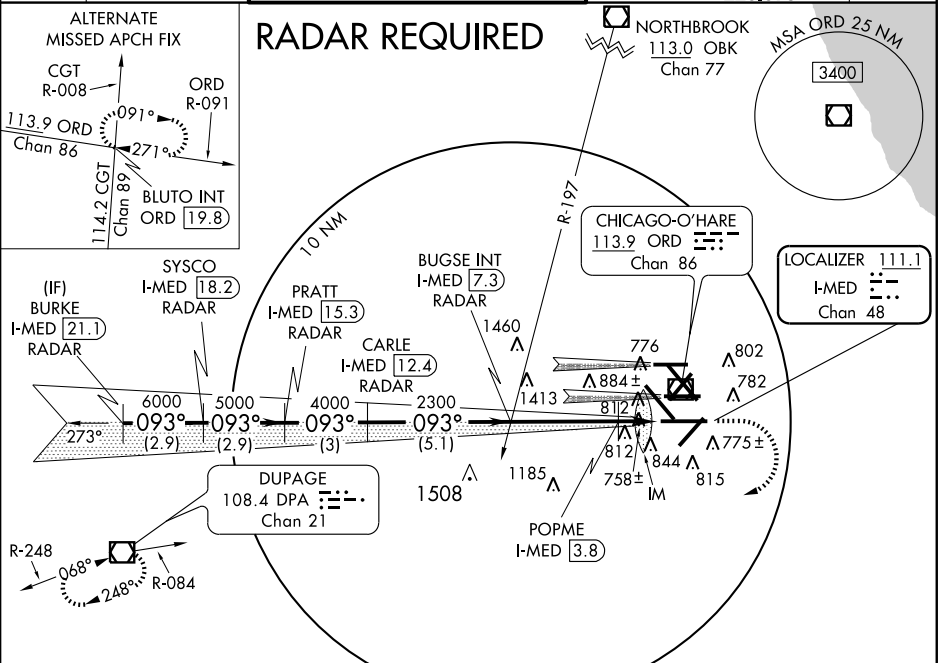 ALTERNATE
MISSED APCH FIX
CGT
R-008
ORD
R-091
091°
113.9 ORD
Chan 86
271°
114.2 CGT
Chan 89
BLUTO INT
ORD 19.8
RADAR REQUIRED
NORTHBROOK
113.0 OBK
Chan 77
MSA ORD 25 NM
3400
R-197
10 NM
CHICAGO-O'HARE
113.9 ORD
Chan 86
LOCALIZER 111.1
I-MED
Chan 48
(IF)
BURKE
I-MED 21.1
RADAR
SYSCO
I-MED 18.2
RADAR
PRATT
I-MED 15.3
RADAR
CARLE
I-MED 12.4
RADAR
BUGSE INT
I-MED 7.3
RADAR
1460
1413
776
884±
802
782
812
812
844
775±
815
758±
IM
1185
1508
6000
093°
(2.9)
5000
093°
(2.9)
4000
093°
(3)
2300
093°
(5.1)
273°
POPME
I-MED 3.8
DUPAGE
108.4 DPA
Chan 21
R-248
068°
248°
R-084